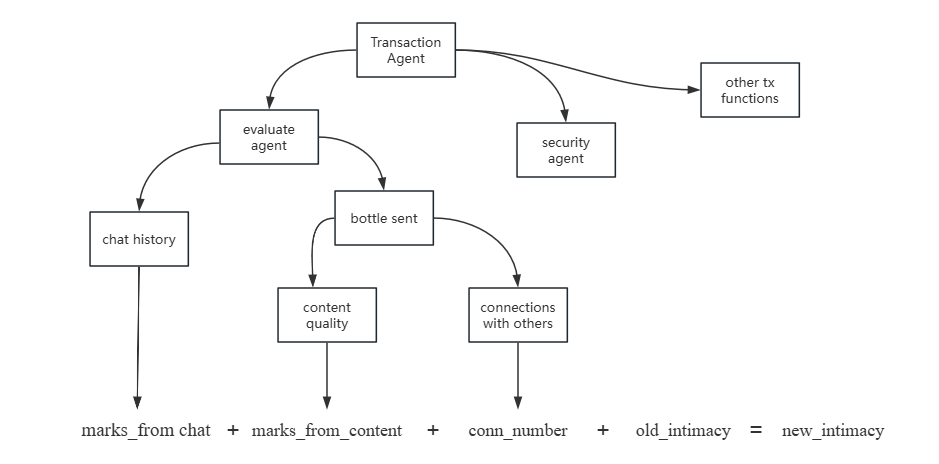 Transaction
Agent
other tx
functions
evaluate
agent
security
agent
chat history
bottle sent
content
quality
connections
with others
marks_from chat + marks_from_content + conn_number + old_intimacy = new_intimacy